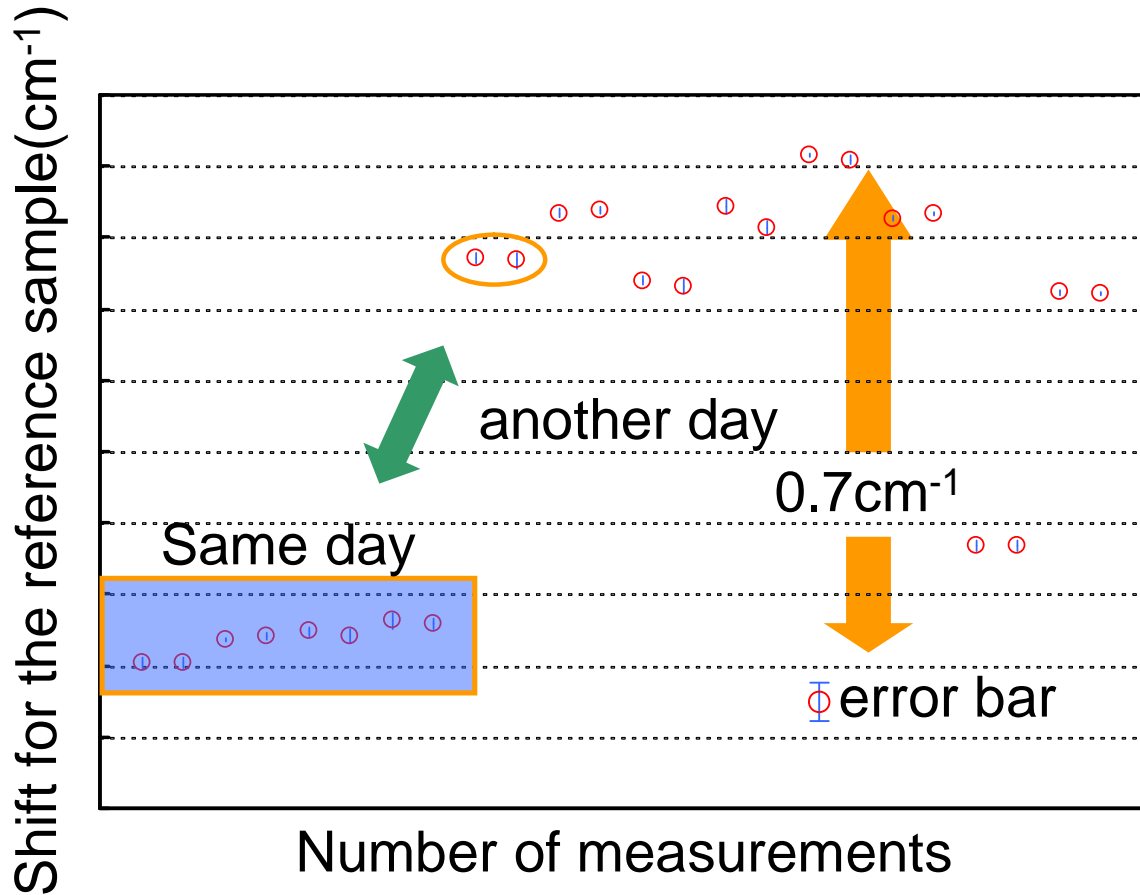 Shift for the reference sample(cm-1)
another day
0.7cm-1
Same day
error bar
Number of measurements